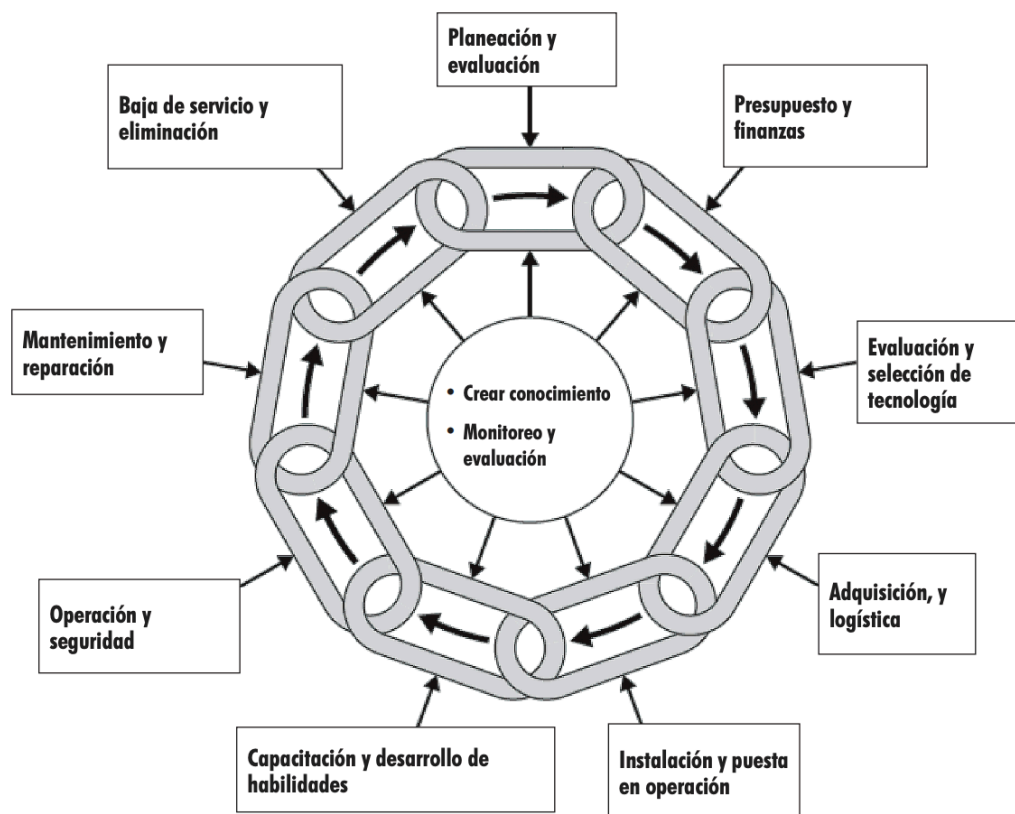 Planeación y
evaluación
Presupuesto y
finanzas
Evaluación y
selección de
tecnología
Adquisición, y
logística
Instalación y puesta
en operación
Capacitación y desarrollo de
habilidades
Operación y
seguridad
Mantenimiento y
reparación
Baja de servicio y
eliminación
• Crear conocimiento
• Monitoreo y
evaluación